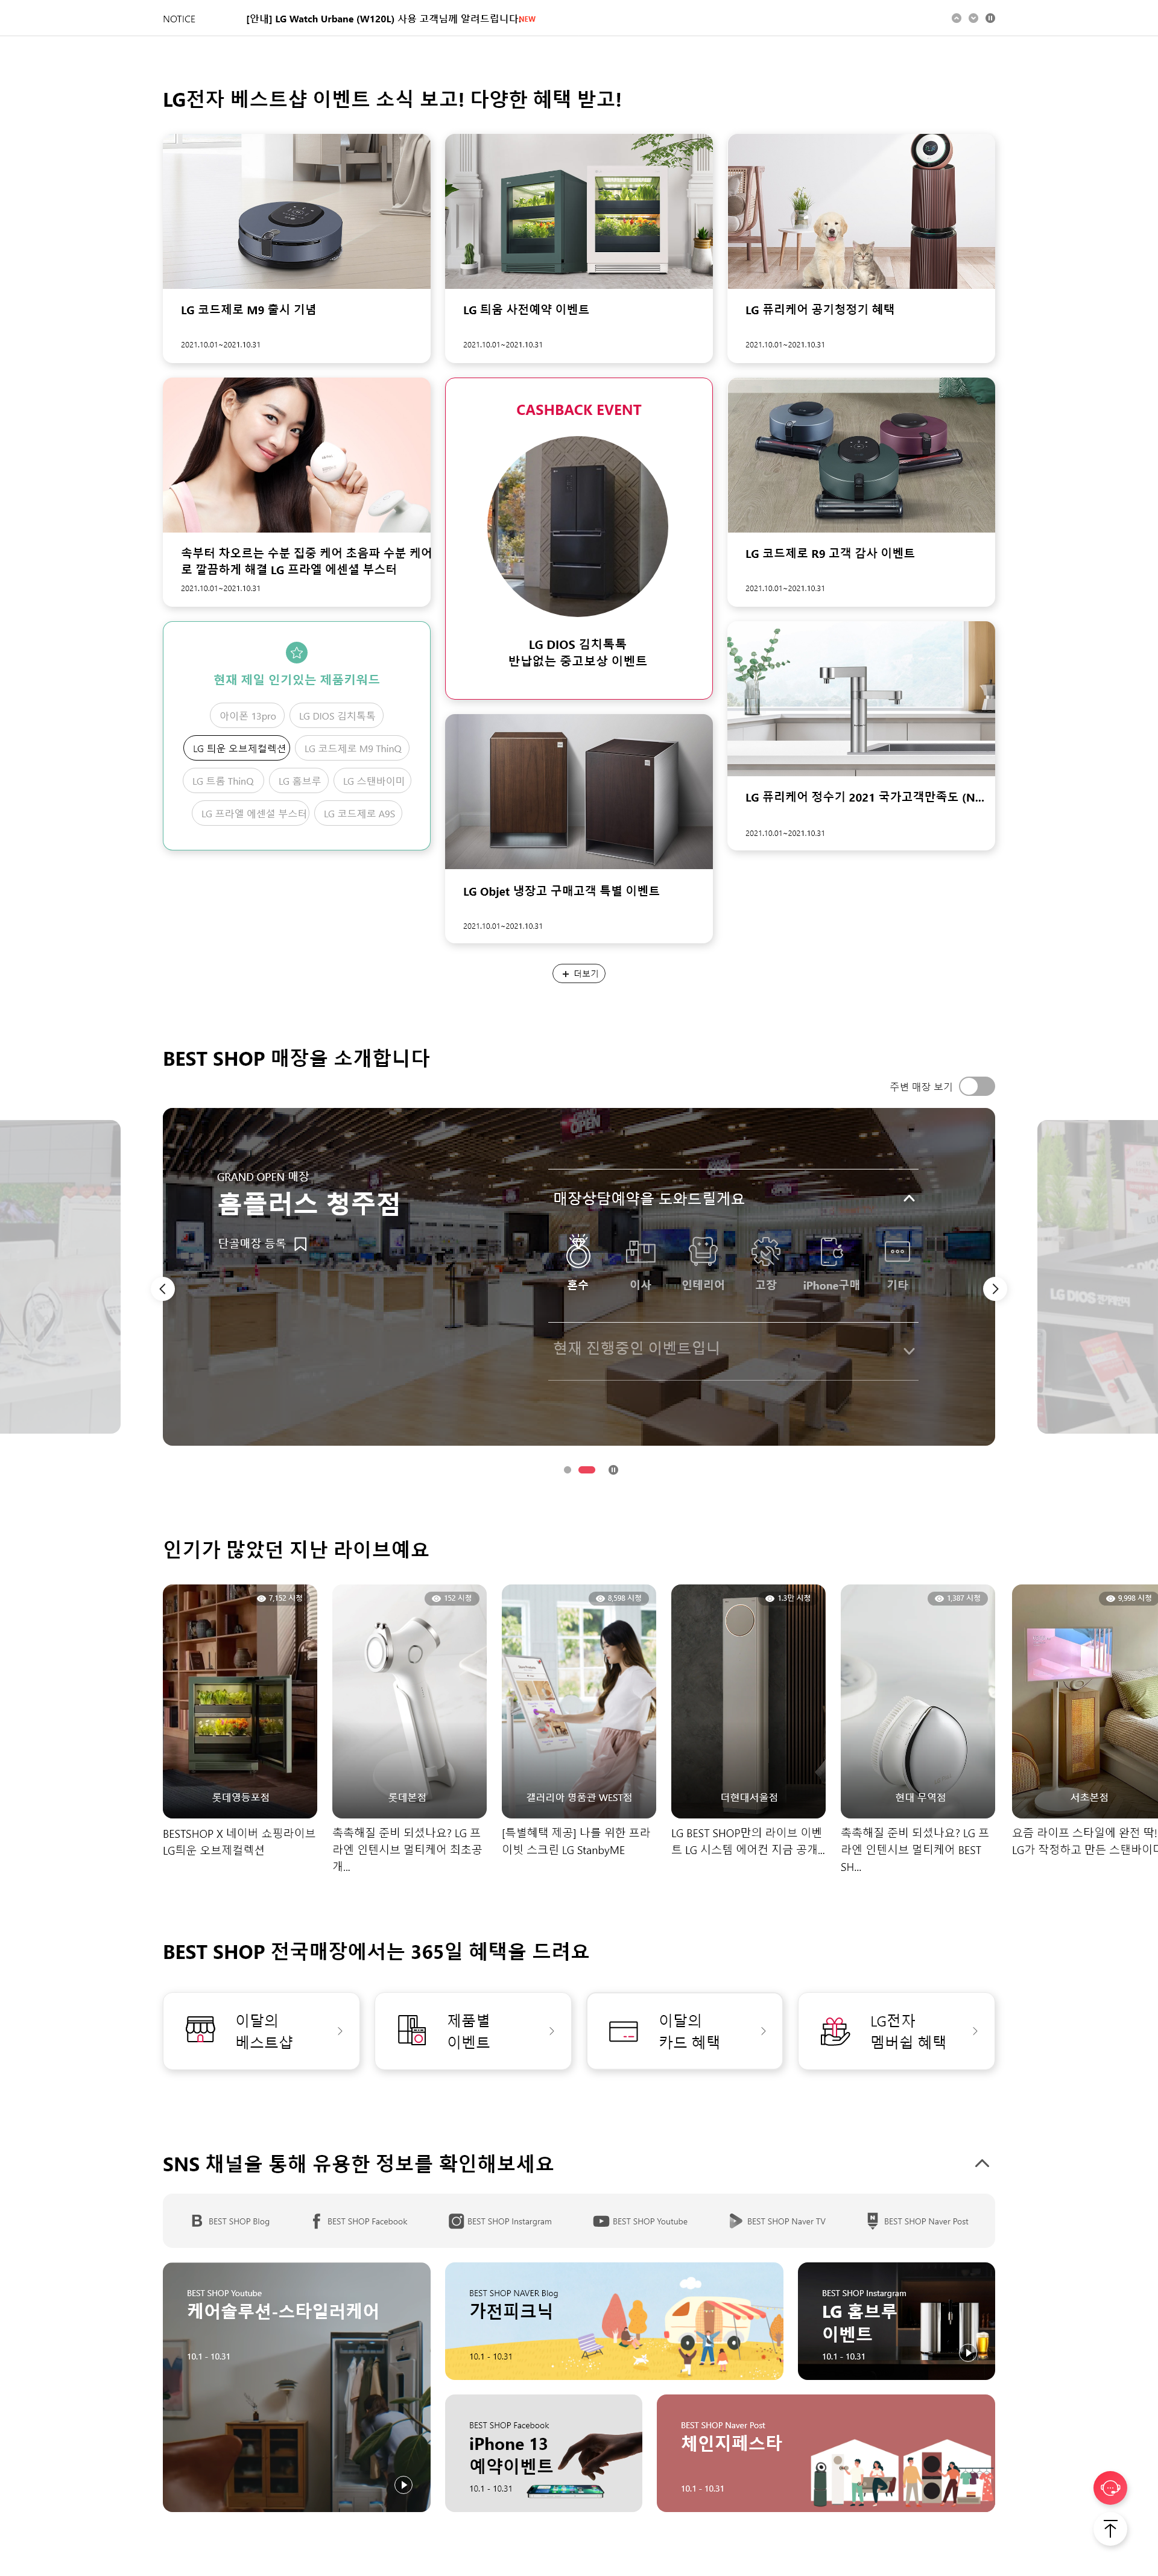 NOTICE
[안내] LG Watch Urbane (W120L) 사용 고객님께 알려드립니다
NEW
LG전자 베스트샵 이벤트 소식 보고! 다양한 혜택 받고!
LG 코드제로 M9 출시 기념
2021.10.01~2021.10.31
LG 틔움 사전예약 이벤트
2021.10.01~2021.10.31
LG 퓨리케어 공기청정기 혜택
2021.10.01~2021.10.31
속부터 차오르는 수분 집중 케어 초음파 수분 케어
로 깔끔하게 해결 LG 프라엘 에센셜 부스터
2021.10.01~2021.10.31
CASHBACK EVENT
LG DIOS 김치톡톡
반납없는 중고보상 이벤트
LG 코드제로 R9 고객 감사 이벤트
2021.10.01~2021.10.31
현재 제일 인기있는 제품키워드
아이폰 13pro
LG DIOS 김치톡톡
LG 틔운 오브제컬렉션
LG 코드제로 M9 ThinQ
LG 트롬 ThinQ
LG 홈브루
LG 스탠바이미
LG 프라엘 에센셜 부스터
LG 코드제로 A9S
LG 퓨리케어 정수기 2021 국가고객만족도 (N...
2021.10.01~2021.10.31
LG Objet 냉장고 구매고객 특별 이벤트
2021.10.01~2021.10.31
+ 더보기
BEST SHOP 매장을 소개합니다
주변 매장 보기
GRAND OPEN 매장
홈플러스 청주점
단골매장 등록
매장상담예약을 도와드릴게요
혼수
이사
인테리어
고장
iPhone구매
기타
현재 진행중인 이벤트입니
LG DIOS
인기가 많았던 지난 라이브예요
7,152 시청
롯데영등포점
BESTSHOP X 네이버 쇼핑라이브
LG틔운 오브제컬렉션
152 시청
롯데본점
촉촉해질 준비 되셨나요? LG 프
라엔 인텐시브 멀티케어 최초공
개...
8,598 시청
갤러리아 명품관 WEST점
[특별혜택 제공] 나를 위한 프라
이빗 스크린 LG StanbyME
1.3만 시청
더현대서울점
LG BEST SHOP만의 라이브 이벤
트 LG 시스템 에어컨 지금 공개...
1,387 시청
현대 무역점
촉촉해질 준비 되셨나요? LG 프
라엔 인텐시브 멀티케어 BEST
SH...
9,998 시청
서초본점
요즘 라이프 스타일에 완전 딱!
LG가 작정하고 만든 스탠바이미
BEST SHOP 전국매장에서는 365일 혜택을 드려요
이달의
베스트샵
제품별
이벤트
이달의
카드 혜택
LG전자
멤버쉽 혜택
SNS 채널을 통해 유용한 정보를 확인해보세요
BEST SHOP Blog
BEST SHOP Facebook
BEST SHOP Instargram
BEST SHOP Youtube
BEST SHOP Naver TV
BEST SHOP Naver Post
BEST SHOP Youtube
케어솔루션-스타일러케어
10.1 - 10.31
BEST SHOP NAVER Blog
가전피크닉
10.1 - 10.31
BEST SHOP Instargram
LG 홈브루
이벤트
10.1 - 10.31
BEST SHOP Facebook
iPhone 13
예약이벤트
10.1 - 10.31
BEST SHOP Naver Post
체인지페스타
10.1 - 10.31